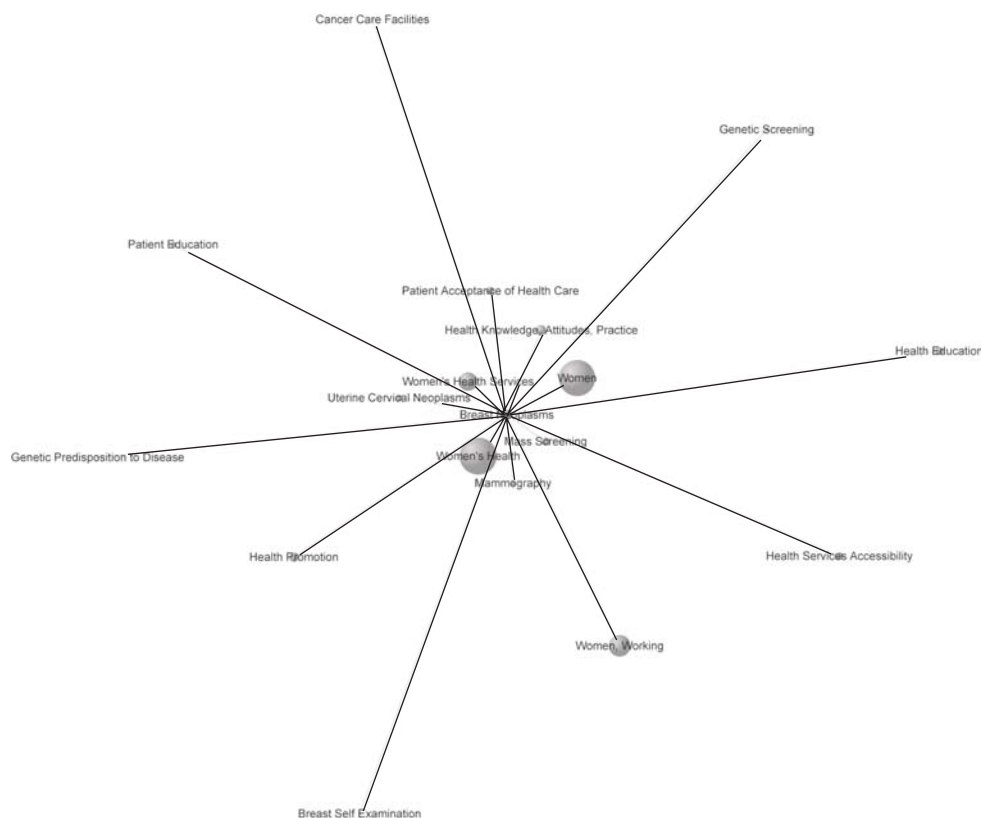 Cancer Care Facilities
Genetic Screening
Patient Education
Patient Acceptance of Health Care
Health Knowledge, Attitudes, Practice
Health Education
Women
Women's Health Services
Uterine Cervical Neoplasms
Breast Neoplasms
Mass Screening
Women's Health
Genetic Predisposition to Disease
Mammography
Health Promotion
Health Services Accessibility
Women, Working
Breast Self Examination